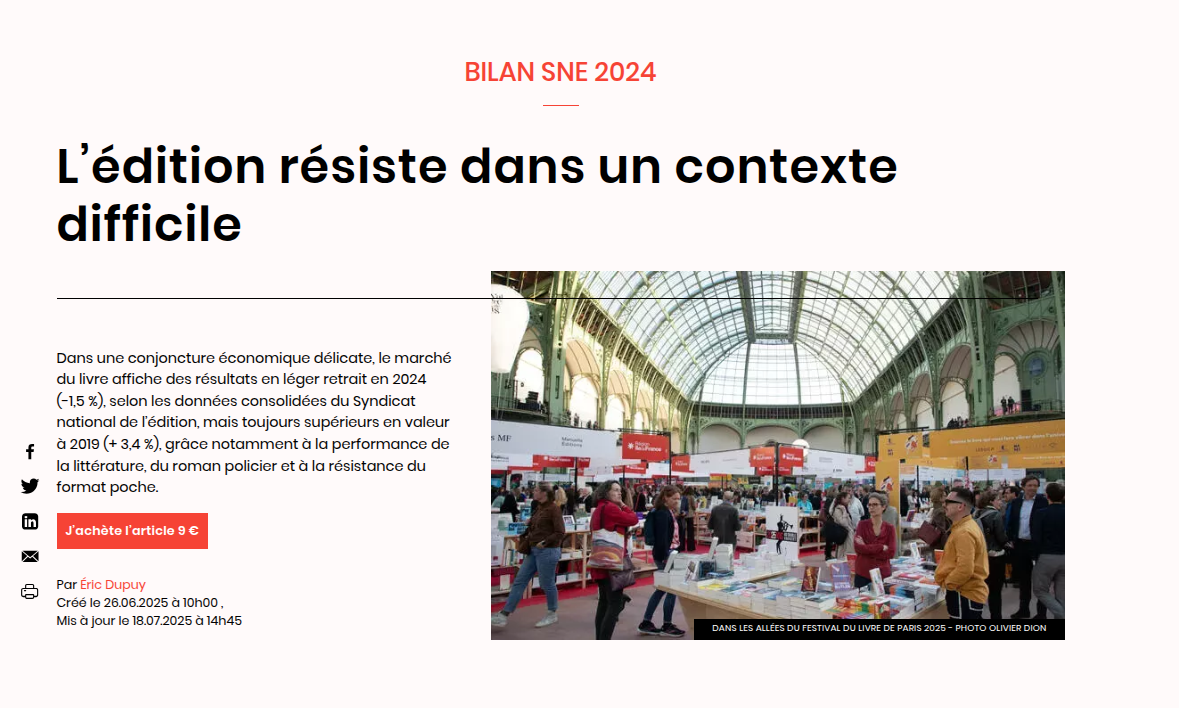 BILAN SNE 2024
L’édition résiste dans un contexte
difficile
Dans une conjoncture économique délicate, le marché
du livre affiche des résultats en léger retrait en 2024
(-1,5 %), selon les données consolidées du Syndicat
national de l’édition, mais toujours supérieurs en valeur
à 2019 (+ 3,4 %), grâce notamment à la performance de
la littérature, du roman policier et à la résistance du
format poche.
J’achète l’article 9 €
Par Éric Dupuy
Créé le 26.06.2025 à 10h00 ,
Mis à jour le 18.07.2025 à 14h45
MF
DANS LES ALLÉES DU FESTIVAL DU LIVRE DE PARIS 2025 - PHOTO OLIVIER DION